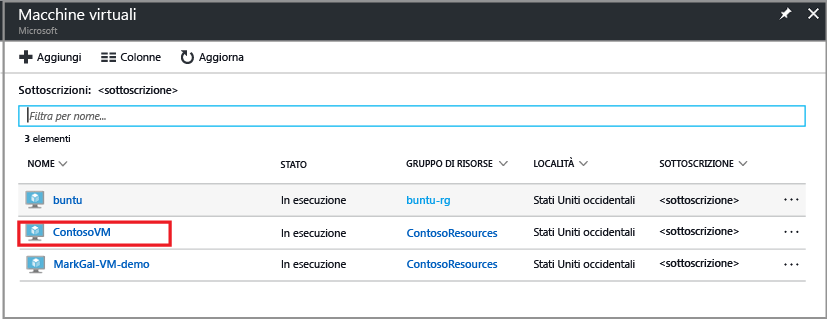 Macchine virtuali
Microsoft
Aggiungi Colonne Aggiorna
Sottoscrizioni: <sottoscrizione>
Filtra per nome...
3 elementi
NOME STATO GRUPPO DI RISORSE LOCALITÀ SOTTOSCRIZIONE
buntu In esecuzione buntu-rg Stati Uniti occidentali <sottoscrizione> ...
ContosoVM In esecuzione ContosoResources Stati Uniti occidentali <sottoscrizione> ...
MarkGal-VM-demo In esecuzione ContosoResources Stati Uniti occidentali <sottoscrizione> ...